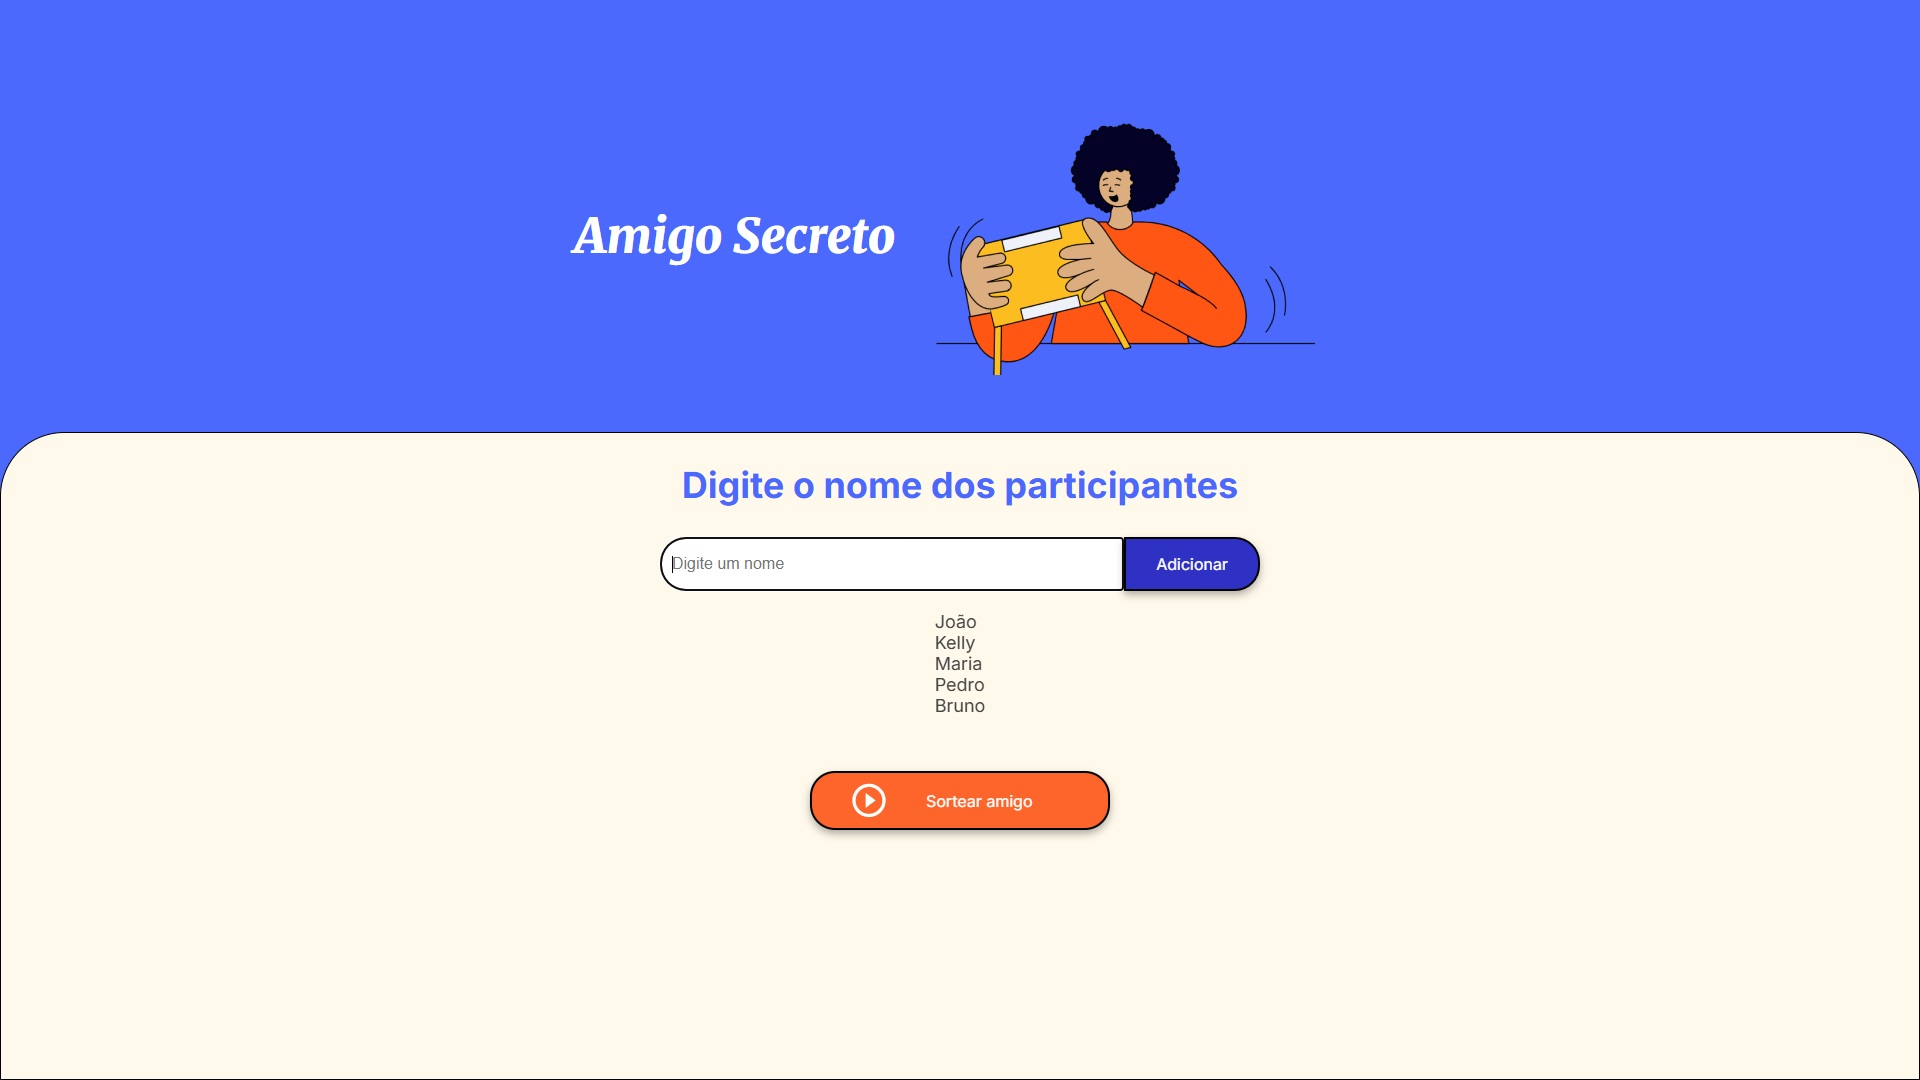 Amigo Secreto
Digite o nome dos participantes
Digite um nome
Adicionar
João
Kelly
Maria
Pedro
Bruno
Sortear amigo